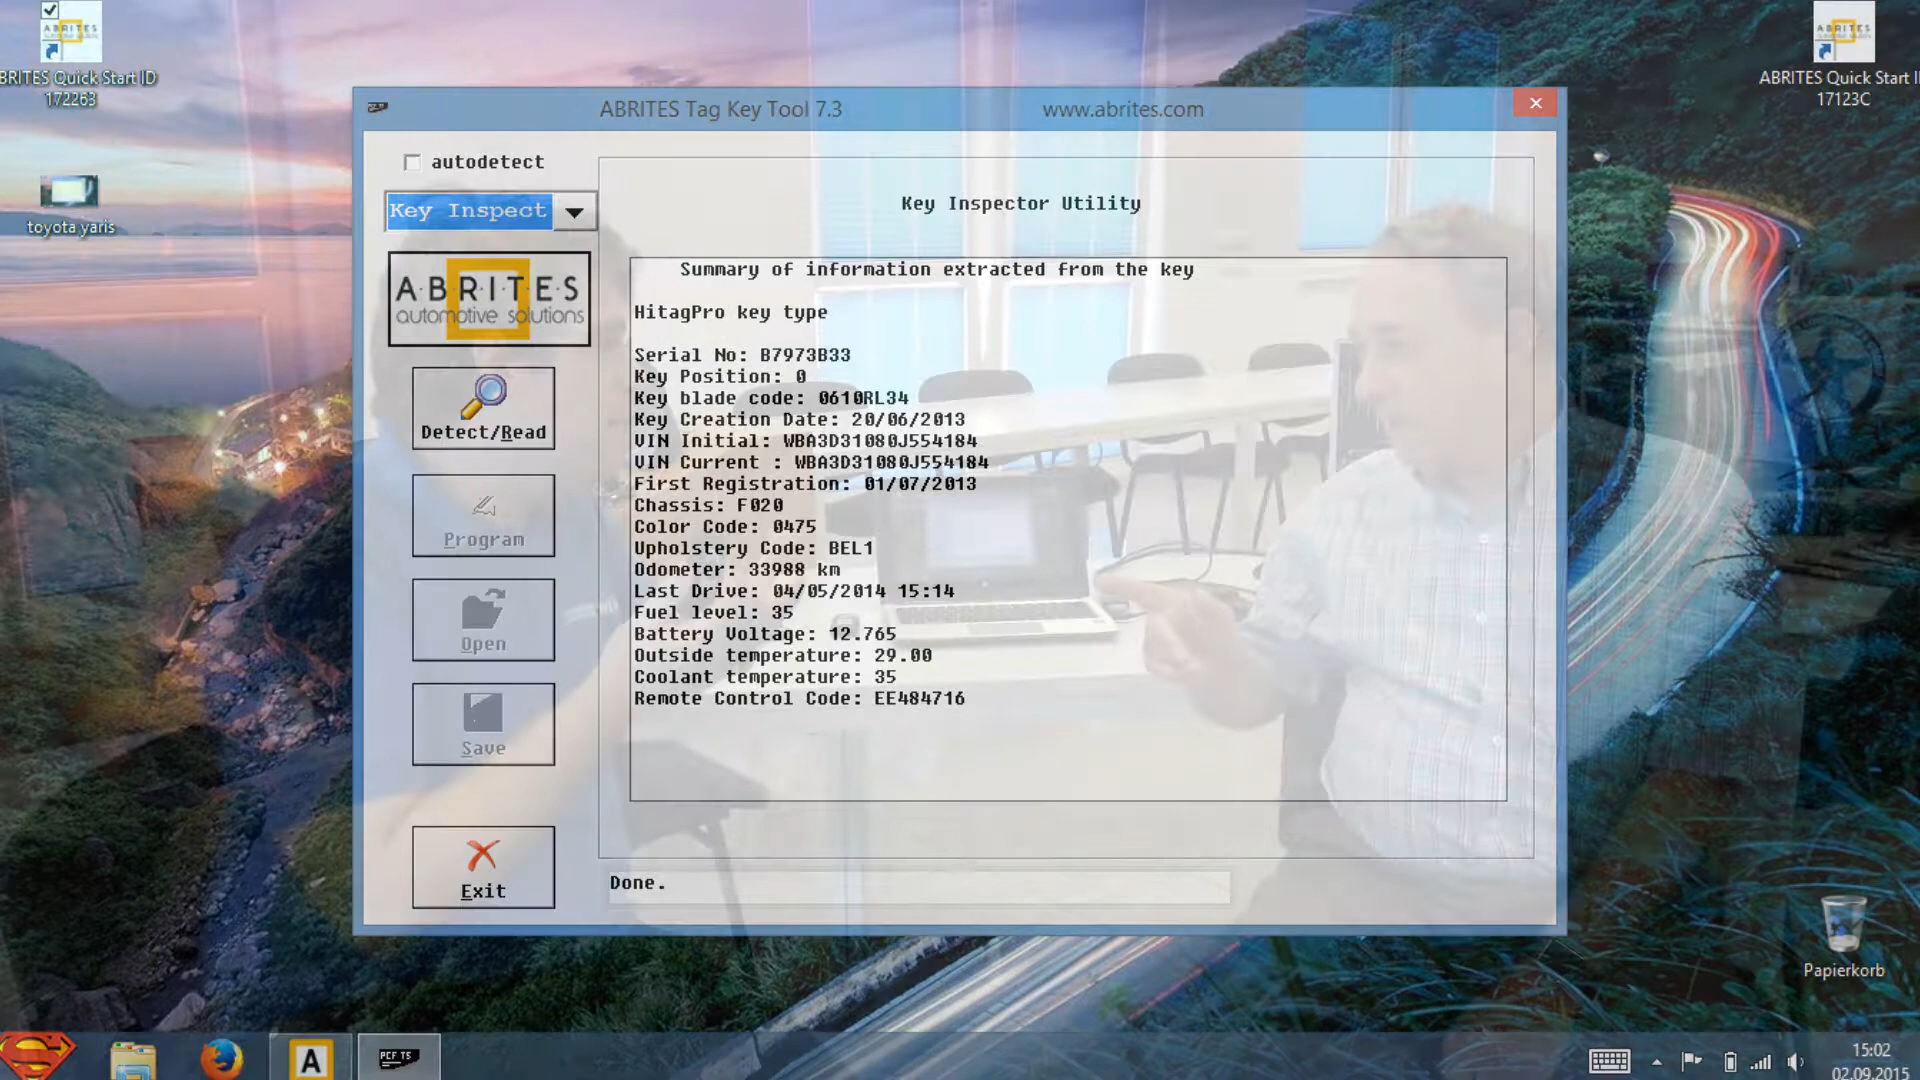 ABRITES
BRITES Quick Start ID
172263
toyota yaris
ABRITES
ABRITES Quick Start I
17123C
ABRITES Tag Key Tool 7.3
www.abrites.com
autodetect
Key Inspect
A·B·R·I·T·E·S
automotive solutions
Detect/Read
Program
Open
Save
Exit
Key Inspector Utility
Summary of information extracted from the key
HitagPro key type
Serial No: B7973B33
Key Position: 0
Key blade code: 0610RL34
Key Creation Date: 20/06/2013
VIN Initial: WBA3D31080J554184
VIN Current : WBA3D31080J554184
First Registration: 01/07/2013
Chassis: F020
Color Code: 0475
Upholstery Code: BEL1
Odometer: 33988 km
Last Drive: 04/05/2014 15:14
Fuel level: 35
Battery Voltage: 12.765
Outside temperature: 29.00
Coolant temperature: 35
Remote Control Code: EE484716
Done.
Papierkorb
A
PCF TS
15:02
02.09.2015